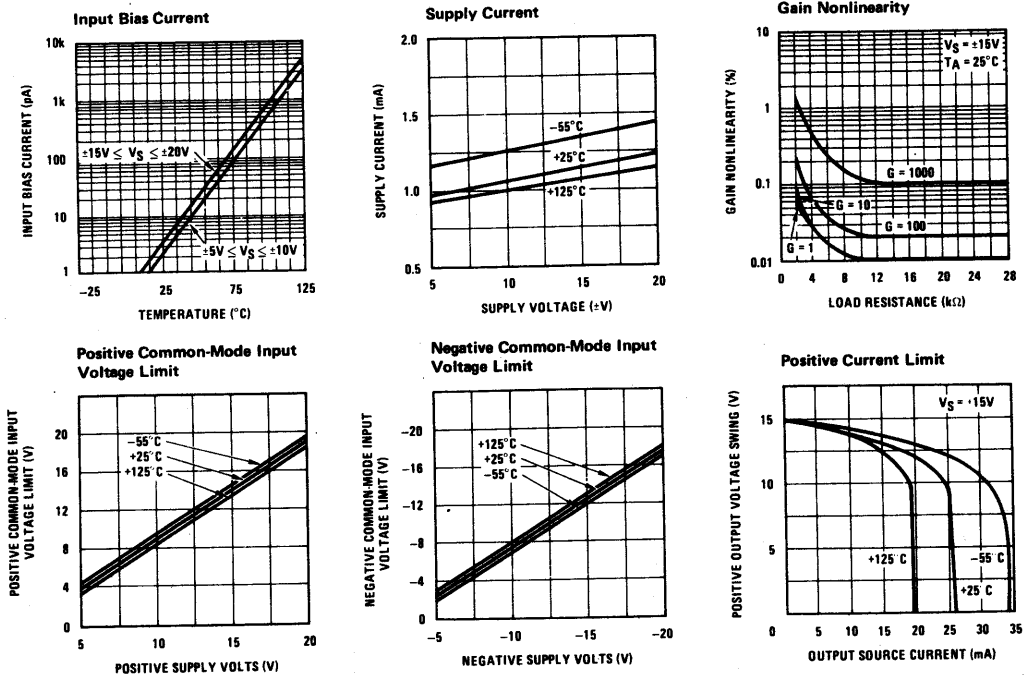 Input Bias Current
INPUT BIAS CURRENT (pA)
10k
1k
100
10
1
±15V ≤ VS ≤ ±20V
±5V ≤ VS ≤ ±10V
−25
25
75
125
TEMPERATURE (°C)
Supply Current
SUPPLY CURRENT (mA)
2.0
1.5
1.0
0.5
−55°C
+25°C
+125°C
5
10
15
20
SUPPLY VOLTAGE (±V)
Gain Nonlinearity
GAIN NONLINEARITY (%)
10
1
0.1
0.01
VS = ±15V
TA = 25°C
G = 1000
G = 10
G = 100
G = 1
0 4 8 12 16 20 24 28
LOAD RESISTANCE (kΩ)
Positive Common-Mode Input
Voltage Limit
POSITIVE COMMON-MODE INPUT
VOLTAGE LIMIT (V)
20
16
12
8
4
0
−55°C
+25°C
+125°C
5
10
15
20
POSITIVE SUPPLY VOLTS (V)
Negative Common-Mode Input
Voltage Limit
NEGATIVE COMMON-MODE INPUT
VOLTAGE LIMIT (V)
−20
−16
−12
−8
−4
0
+125°C
+25°C
−55°C
−5
−10
−15
−20
NEGATIVE SUPPLY VOLTS (V)
Positive Current Limit
POSITIVE OUTPUT VOLTAGE SWING (V)
15
10
5
VS = +15V
+125°C
−55°C
+25°C
0 5 10 15 20 25 30 35
OUTPUT SOURCE CURRENT (mA)